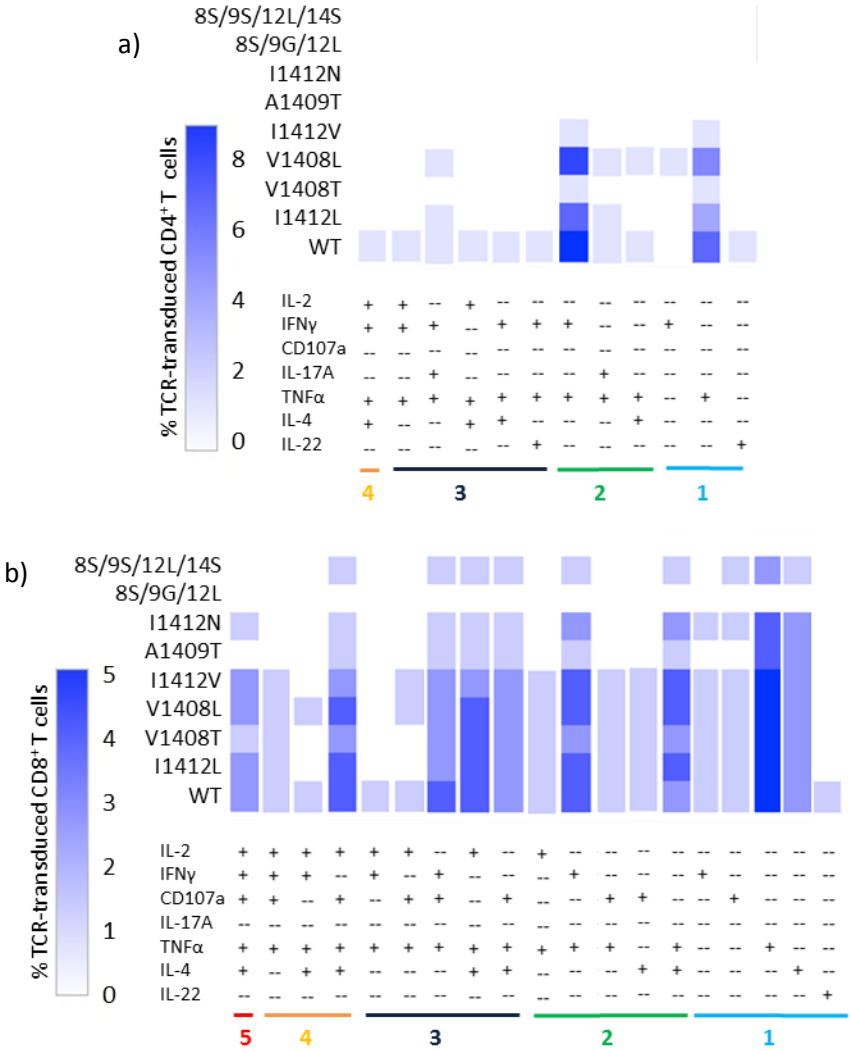 a)
8S/9S/12L/14S
8S/9G/12L
I1412N
A1409T
I1412V
V1408L
V1408T
I1412L
WT
% TCR-transduced CD4⁺ T cells
8
6
4
2
0
IL-2 + + -- + -- -- -- -- -- -- -- --
IFNγ + + + -- + + + -- -- + -- --
CD107a -- -- -- -- -- -- -- -- -- -- -- --
IL-17A -- -- + -- -- -- -- + -- -- -- --
TNFα + + + + + + + + + -- + --
IL-4 + -- -- + + -- -- -- + -- -- --
IL-22 -- -- -- -- -- + -- -- -- -- -- +
4 3 2 1
b)
8S/9S/12L/14S
8S/9G/12L
I1412N
A1409T
I1412V
V1408L
V1408T
I1412L
WT
% TCR-transduced CD8⁺ T cells
5
4
3
2
1
0
IL-2 + + + + + + -- + -- + -- -- -- -- -- -- -- -- --
IFNγ + + + -- + -- + -- -- -- + -- -- -- + -- -- -- --
CD107a + + -- + -- + + -- + -- -- + + + -- + -- -- --
IL-17A -- -- -- -- -- -- -- -- -- -- -- -- -- -- -- -- -- -- --
TNFα + + + + + + + + + + + + -- + -- -- + -- --
IL-4 + -- + + -- -- -- + + -- -- -- + + -- -- -- + --
IL-22 -- -- -- -- -- -- -- -- -- -- -- -- -- -- -- -- -- -- +
5 4 3 2 1